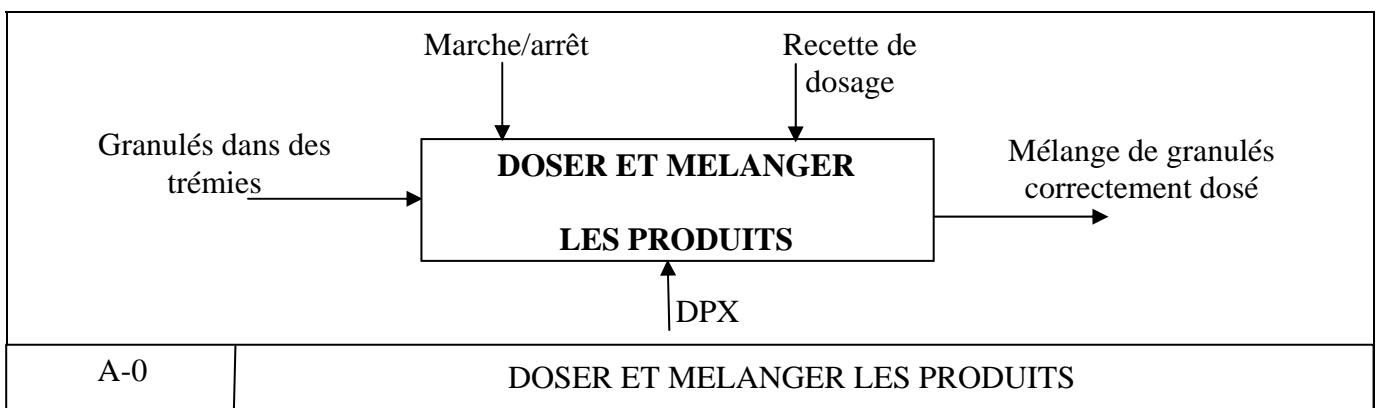 Marche/arrêt
Recette de
dosage
Granulés dans des
trémies
DOSER ET MELANGER
LES PRODUITS
Mélange de granulés
correctement dosé
DPX
A-0
DOSER ET MELANGER LES PRODUITS